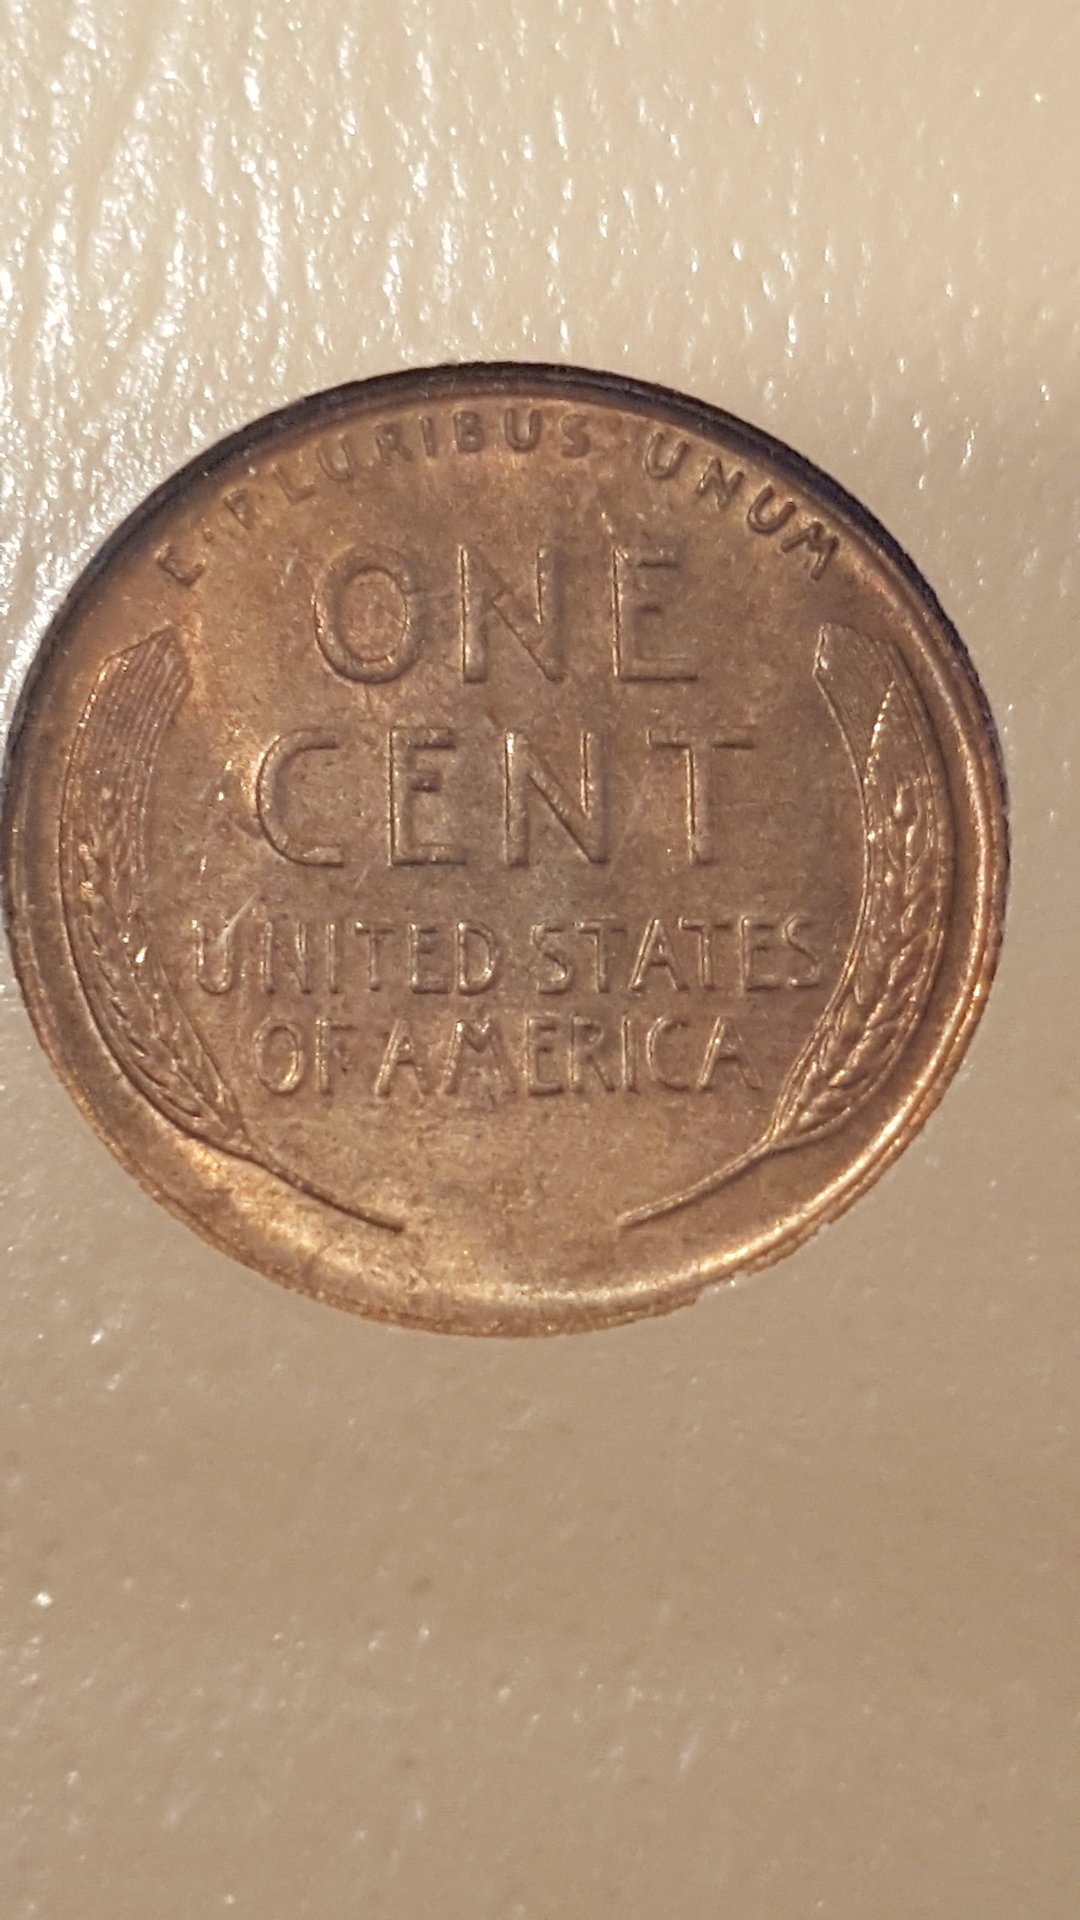 E·PLURIBUS·UNUM
ONE
CENT
UNITED STATES
OF AMERICA